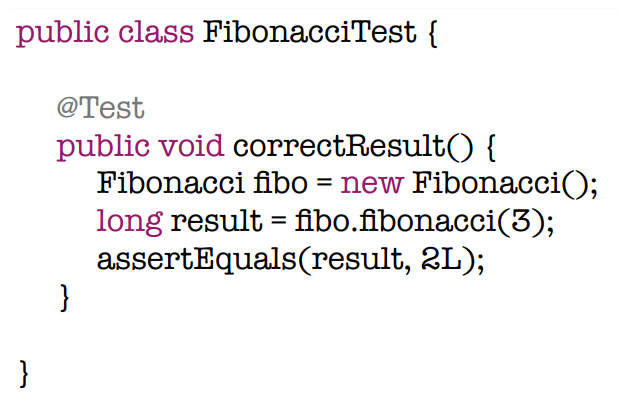 public class FibonacciTest {
@Test
public void correctResult() {
Fibonacci fibo = new Fibonacci();
long result = fibo.fibonacci(3);
assertEquals(result, 2L);
}
}